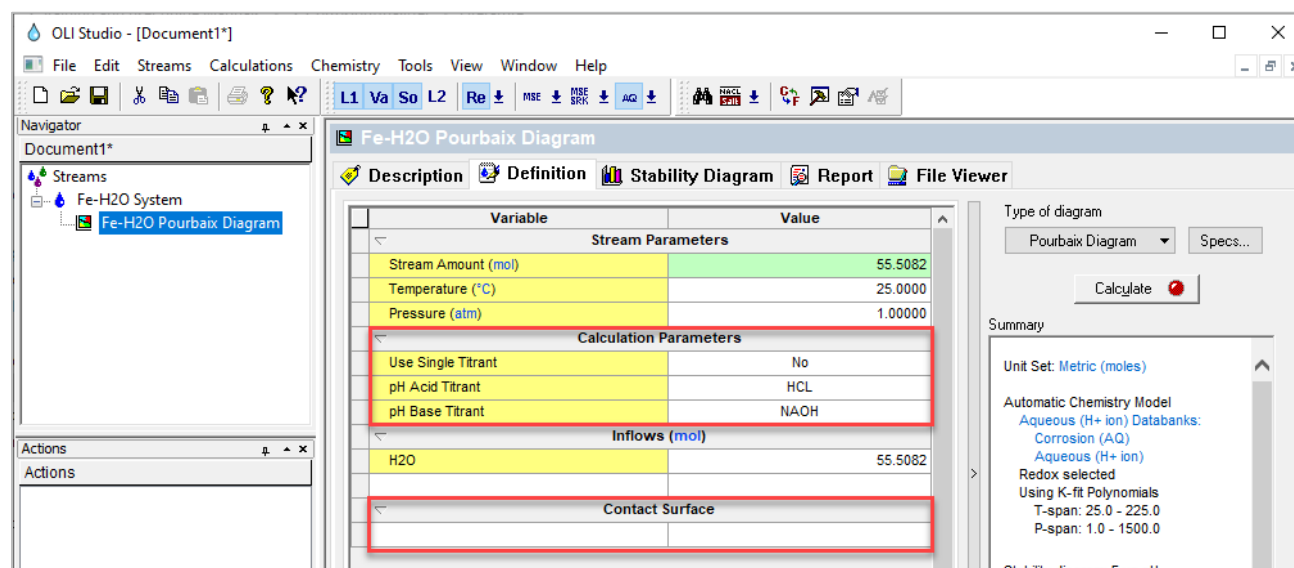 OLI Studio - [Document1*]
File Edit Streams Calculations Chemistry Tools View Window Help
L1 Va So L2 Re MSE MSE SRK AQ NACL
Navigator
Document1*
Streams
Fe-H2O System
Fe-H2O Pourbaix Diagram
Actions
Actions
Fe-H2O Pourbaix Diagram
Description Definition Stability Diagram Report File Viewer
Variable Value
Stream Parameters
Stream Amount (mol) 55.5082
Temperature (°C) 25.0000
Pressure (atm) 1.00000
Calculation Parameters
Use Single Titrant No
pH Acid Titrant HCL
pH Base Titrant NAOH
Inflows (mol)
H2O 55.5082
Contact Surface
Type of diagram
Pourbaix Diagram Specs...
Calculate
Summary
Unit Set: Metric (moles)
Automatic Chemistry Model
Aqueous (H+ ion) Databanks:
Corrosion (AQ)
Aqueous (H+ ion)
Redox selected
Using K-fit Polynomials
T-span: 25.0 - 225.0
P-span: 1.0 - 1500.0